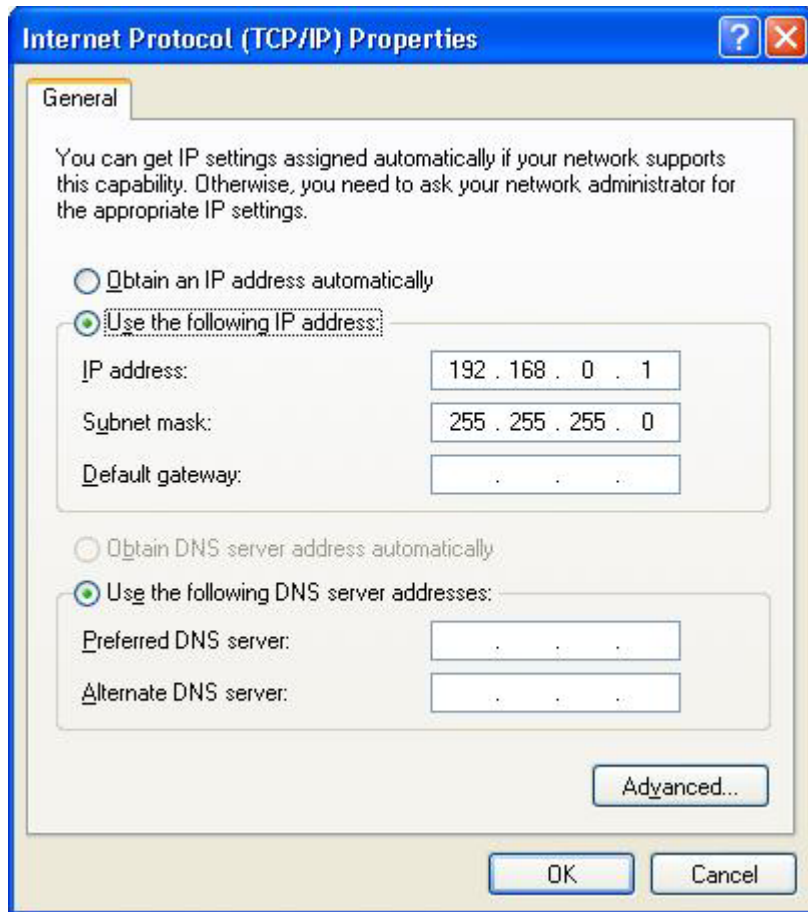 Internet Protocol (TCP/IP) Properties
General
You can get IP settings assigned automatically if your network supports
this capability. Otherwise, you need to ask your network administrator for
the appropriate IP settings.
Obtain an IP address automatically
Use the following IP address:
IP address: 192 . 168 . 0 . 1
Subnet mask: 255 . 255 . 255 . 0
Default gateway: . . .
Obtain DNS server address automatically
Use the following DNS server addresses:
Preferred DNS server: . . .
Alternate DNS server: . . .
Advanced...
OK Cancel